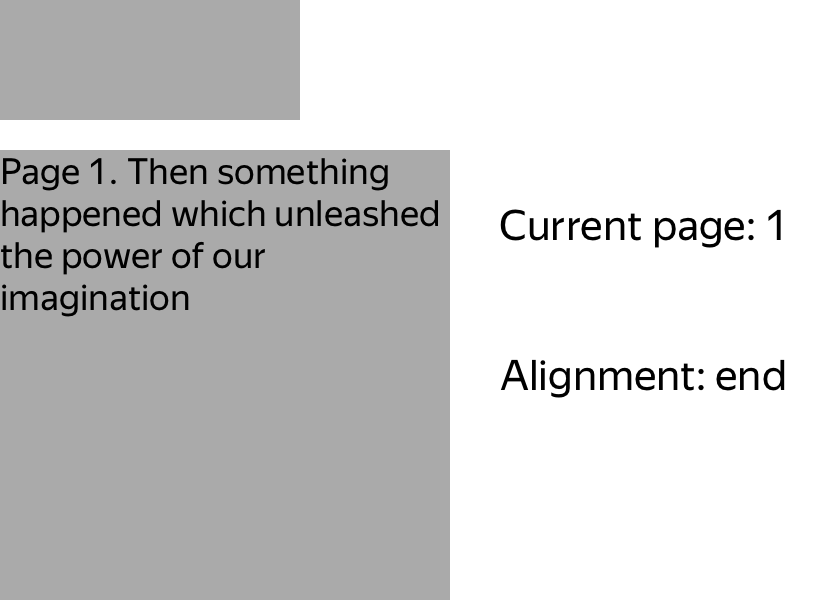 Page 1. Then something
happened which unleashed
the power of our
imagination
Current page: 1
Alignment: end